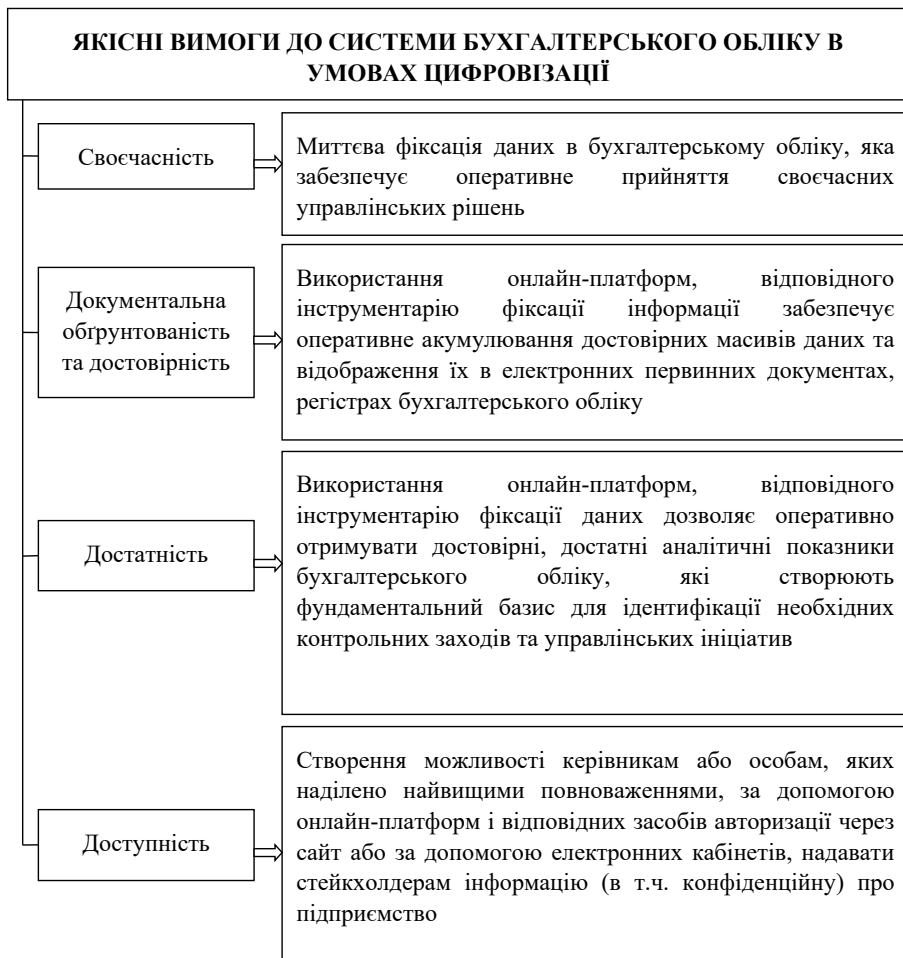 ЯКІСНІ ВИМОГИ ДО СИСТЕМИ БУХГАЛТЕРСЬКОГО ОБЛІКУ В
УМОВАХ ЦИФРОВІЗАЦІЇ
Своєчасність
Миттєва фіксація даних в бухгалтерському обліку, яка
забезпечує оперативне прийняття своєчасних
управлінських рішень
Документальна
обґрунтованість
та достовірність
Використання онлайн-платформ, відповідного
інструментарію фіксації інформації забезпечує
оперативне акумулювання достовірних масивів даних та
відображення їх в електронних первинних документах,
регістрах бухгалтерського обліку
Достатність
Використання онлайн-платформ, відповідного
інструментарію фіксації даних дозволяє оперативно
отримувати достовірні, достатні аналітичні показники
бухгалтерського обліку, які створюють
фундаментальний базис для ідентифікації необхідних
контрольних заходів та управлінських ініціатив
Доступність
Створення можливості керівникам або особам, яких
наділено найвищими повноваженнями, за допомогою
онлайн-платформ і відповідних засобів авторизації через
сайт або за допомогою електронних кабінетів, надавати
стейкхолдерам інформацію (в т.ч. конфіденційну) про
підприємство